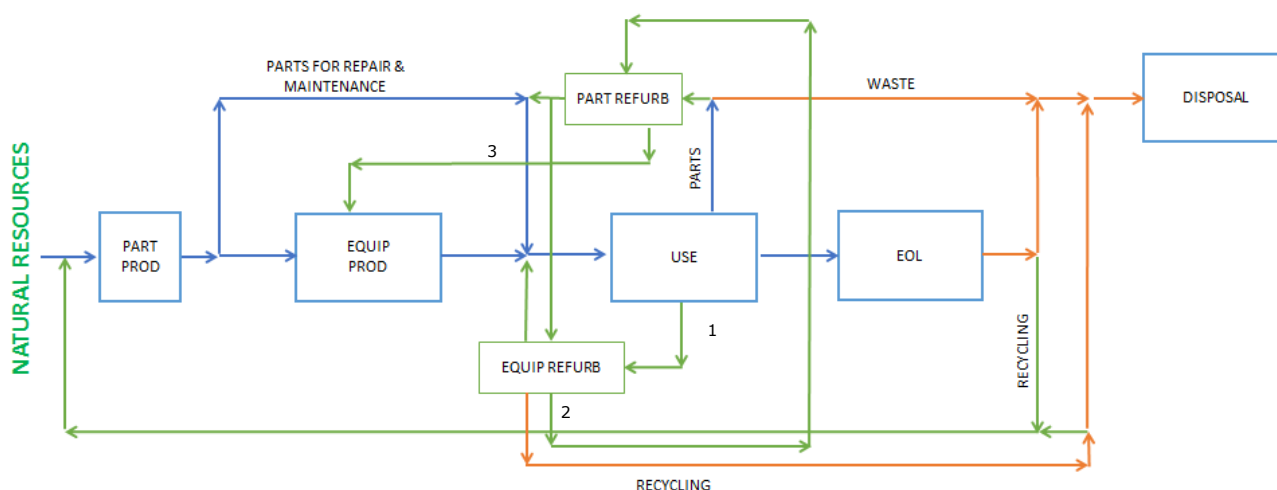 PARTS FOR REPAIR &
MAINTENANCE
PART REFURB
WASTE
DISPOSAL
3
PARTS
NATURAL RESOURCES
PART
PROD
EQUIP
PROD
USE
EOL
1
RECYCLING
EQUIP REFURB
2
RECYCLING